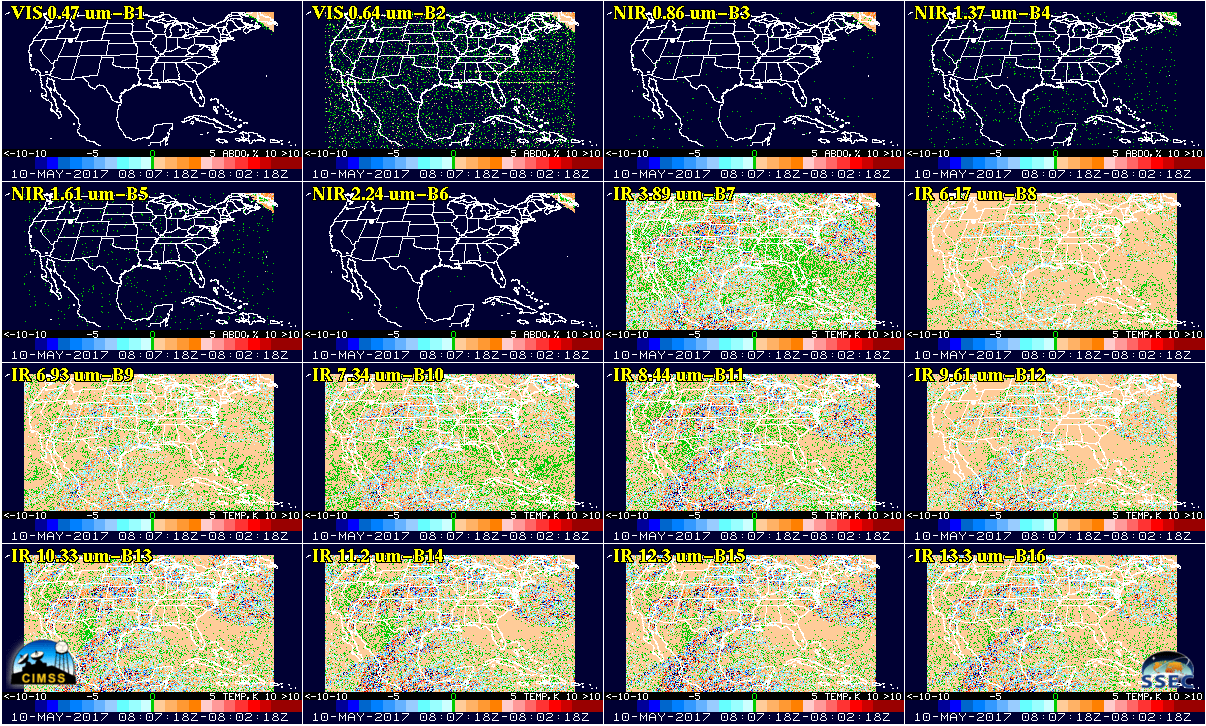 VIS 0.47 um-B1 VIS 0.64 um-B2 NIR 0.86 um-B3 NIR 1.37 um-B4
<-10-10 -5 0 5 ABDO,% 10 >10 <-10-10 -5 0 5 ABDO,% 10 >10 <-10-10 -5 0 5 ABDO,% 10 >10 <-10-10 -5 0 5 ABDO,% 10 >10
10-MAY-2017 08:07:18Z-08:02:18Z 10-MAY-2017 08:07:18Z-08:02:18Z 10-MAY-2017 08:07:18Z-08:02:18Z 10-MAY-2017 08:07:18Z-08:02:18Z
NIR 1.61 um-B5 NIR 2.24 um-B6 IR 3.89 um-B7 IR 6.17 um-B8
<-10-10 -5 0 5 ABDO,% 10 >10 <-10-10 -5 0 5 ABDO,% 10 >10 <-10-10 -5 0 5 TEMP,K 10 >10 <-10-10 -5 0 5 TEMP,K 10 >10
10-MAY-2017 08:07:18Z-08:02:18Z 10-MAY-2017 08:07:18Z-08:02:18Z 10-MAY-2017 08:07:18Z-08:02:18Z 10-MAY-2017 08:07:18Z-08:02:18Z
IR 6.93 um-B9 IR 7.34 um-B10 IR 8.44 um-B11 IR 9.61 um-B12
<-10-10 -5 0 5 TEMP,K 10 >10 <-10-10 -5 0 5 TEMP,K 10 >10 <-10-10 -5 0 5 TEMP,K 10 >10 <-10-10 -5 0 5 TEMP,K 10 >10
10-MAY-2017 08:07:18Z-08:02:18Z 10-MAY-2017 08:07:18Z-08:02:18Z 10-MAY-2017 08:07:18Z-08:02:18Z 10-MAY-2017 08:07:18Z-08:02:18Z
IR 10.33 um-B13 IR 11.2 um-B14 IR 12.3 um-B15 IR 13.3 um-B16
CIMSS SSEC
<-10-10 -5 0 5 TEMP,K 10 >10 <-10-10 -5 0 5 TEMP,K 10 >10 <-10-10 -5 0 5 TEMP,K 10 >10 <-10-10 -5 0 5 TEMP,K 10 >10
10-MAY-2017 08:07:18Z-08:02:18Z 10-MAY-2017 08:07:18Z-08:02:18Z 10-MAY-2017 08:07:18Z-08:02:18Z 10-MAY-2017 08:07:18Z-08:02:18Z